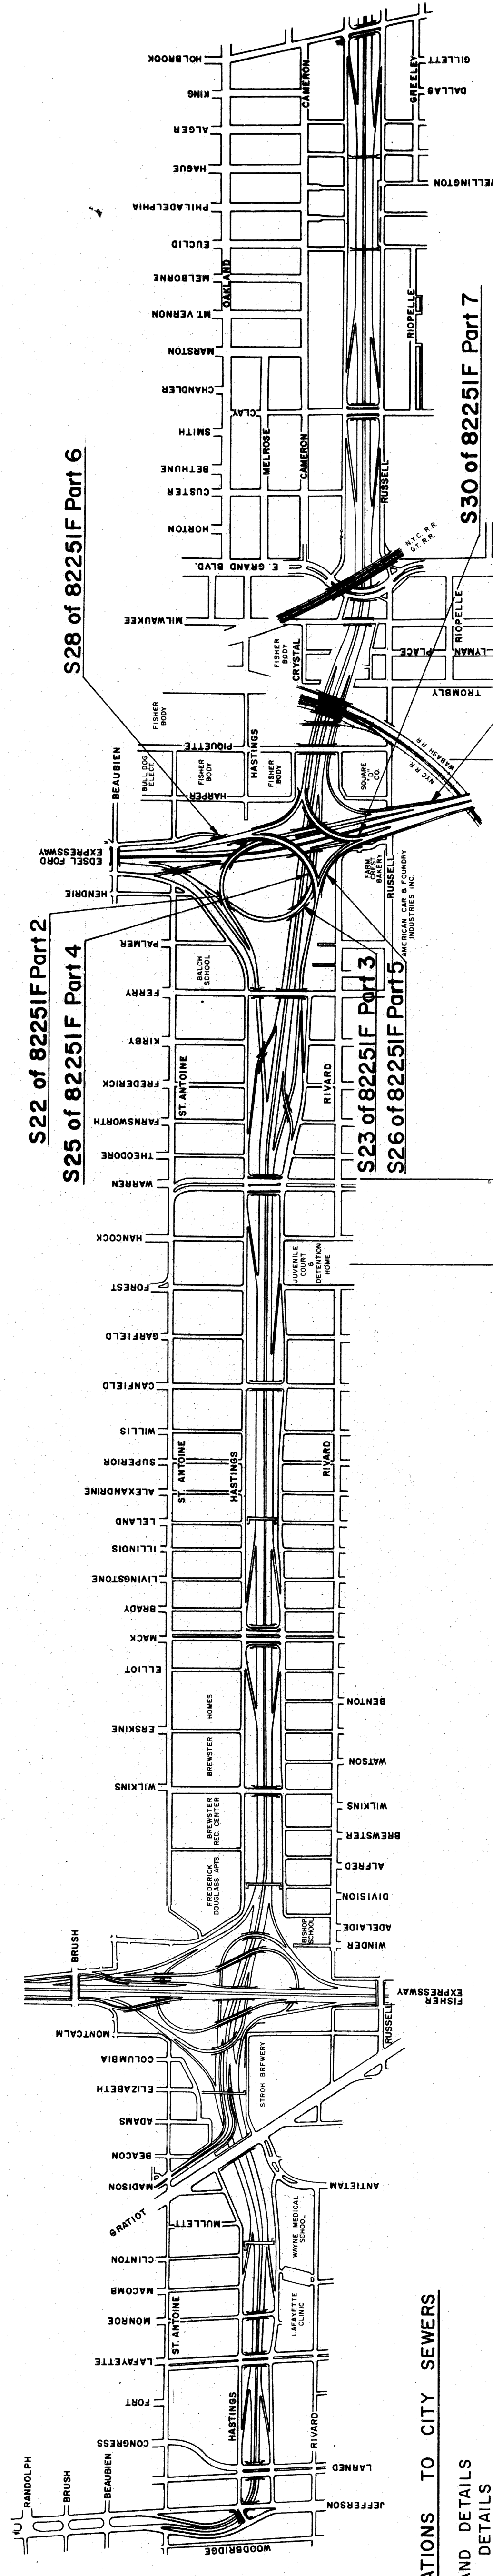 HOLBROOK
KING
ALGER
HAGUE
PHILADELPHIA
EUCLID
MELBORNE
MT. VERNON
MARSTON
CHANDLER
SMITH
BETHUNE
CUSTER
HORTON
E. GRAND BLVD.
MILWAUKEE
OAKLAND
CAMERON
GREELEY
GILLETT
DALLAS
WELLINGTON
CLAY
MELROSE
CAMERON
RIOPELLE
RUSSELL
S30 of 82251F Part 7
S28 of 82251F Part 6
N.Y.C. R.R.
G.T. R.R.
FISHER
BODY
CRYSTAL
RIOPELLE
LYMAN
PLACE
TROMBLY
FISHER
BODY
PIQUETTE
HASTINGS
BULL DOG
ELECT
FISHER
BODY
FISHER
BODY
HARPER
SQUARE
"D"
CO.
N.Y.C. R.R.
WABASH RR
BEAUBIEN
EDSEL FORD
EXPRESSWAY
HENDRIE
FARM
CREST
BAKERY
RUSSELL
AMERICAN CAR & FOUNDRY
INDUSTRIES INC.
S22 of 82251F Part 2
S25 of 82251F Part 4
S23 of 82251F Part 3
S26 of 82251F Part 5
PALMER
BALCH
SCHOOL
FERRY
KIRBY
FREDERICK
FARNSWORTH
THEODORE
WARREN
ST. ANTOINE
RIVARD
HANCOCK
FOREST
JUVENILE
COURT
&
DETENTION
HOME
GARFIELD
CANFIELD
WILLIS
SUPERIOR
ALEXANDRINE
LELAND
ILLINOIS
LIVINGSTONE
BRADY
MACK
ELLIOT
ERSKINE
WILKINS
ST. ANTOINE
HASTINGS
RIVARD
HOMES
BREWSTER
BREWSTER
REC. CENTER
FREDERICK
DOUGLASS APTS.
BENTON
WATSON
WILKINS
BREWSTER
ALFRED
DIVISION
ADELAIDE
WINDER
BISHOP
SCHOOL
BRUSH
FISHER
EXPRESSWAY
RUSSELL
MONTCALM
COLUMBIA
ELIZABETH
ADAMS
BEACON
MADISON
GRATIOT
STROH BREWERY
ANTIETAM
MULLETT
CLINTON
MACOMB
MONROE
LAFAYETTE
FORT
CONGRESS
WAYNE MEDICAL
SCHOOL
LAFAYETTE
CLINIC
ST. ANTOINE
HASTINGS
RIVARD
LARNED
JEFFERSON
RANDOLPH
BRUSH
BEAUBIEN
WOODBRIDGE
ATIONS TO CITY SEWERS
AND DETAILS
DETAILS